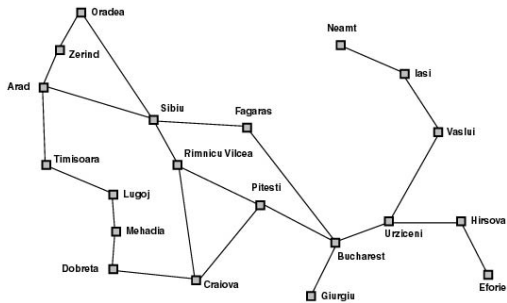 Oradea
Neamt
Zerind
Iasi
Arad
Sibiu
Fagaras
Vaslui
Timisoara
Rimnicu Vilcea
Lugoj
Pitesti
Hirsova
Mehadia
Urziceni
Bucharest
Dobreta
Craiova
Eforie
Giurgiu